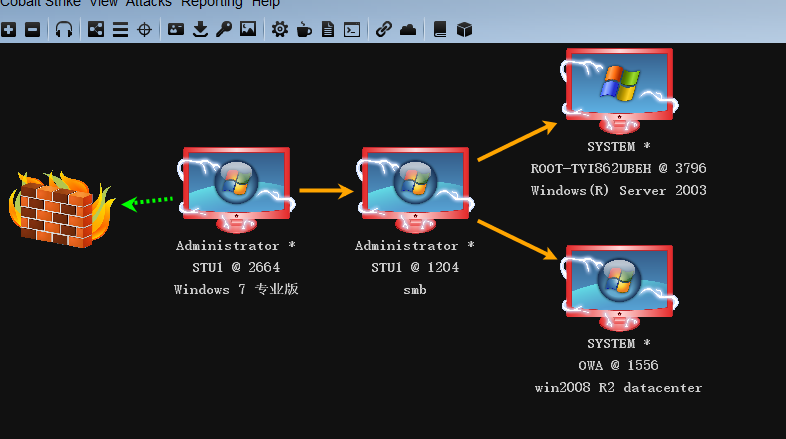 Cobalt Strike View Attacks Reporting Help
SYSTEM *
ROOT-TVI862UBEH @ 3796
Windows(R) Server 2003
Administrator *
STU1 @ 2664
Windows 7 专业版
Administrator *
STU1 @ 1204
smb
SYSTEM *
OWA @ 1556
win2008 R2 datacenter